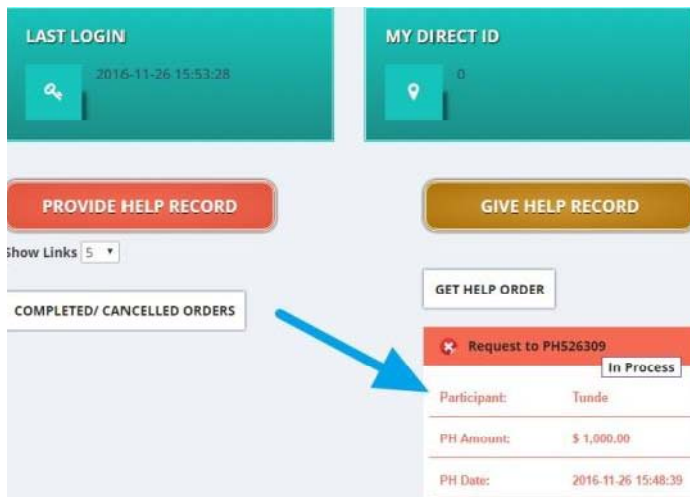 LAST LOGIN
2016-11-26 15:53:28
MY DIRECT ID
0
PROVIDE HELP RECORD
GIVE HELP RECORD
Show Links 5
COMPLETED/ CANCELLED ORDERS
GET HELP ORDER
Request to PH526309
In Process
Participant: Tunde
PH Amount: $ 1,000.00
PH Date: 2016-11-26 15:48:39